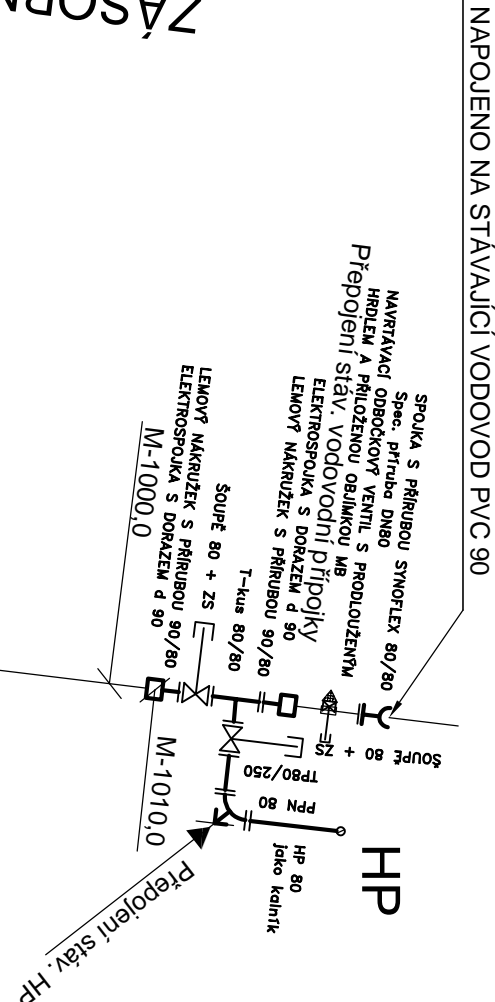 NAPOJENO NA STÁVAJÍCÍ VODOVOD PVC 90
SPOJKA S PŘÍRUBOU SYNOFLEX 80/80
Spec. příruba DN80
NAVRTÁVACÍ ODBOČKOVÝ VENTIL S PRODLOUŽENÝM
HRDLEM A PŘILOŽENOU OBJÍMKOU MB
Přepojení stáv. vodovodní přípojky
ELEKTROSPOJKA S DORAZEM d 90
LEMOVÝ NÁKRUŽEK S PŘÍRUBOU 90/80
T-kus 80/80
ŠOUPĚ 80 + ZS
LEMOVÝ NÁKRUŽEK S PŘÍRUBOU 90/80
ELEKTROSPOJKA S DORAZEM d 90
M-1000,0
ZS
ŠOUPĚ 80 + ZS
TP80/250
PPN 80
HP 80
jako kalník
HP
M-1010,0
Přepojení stáv. HP